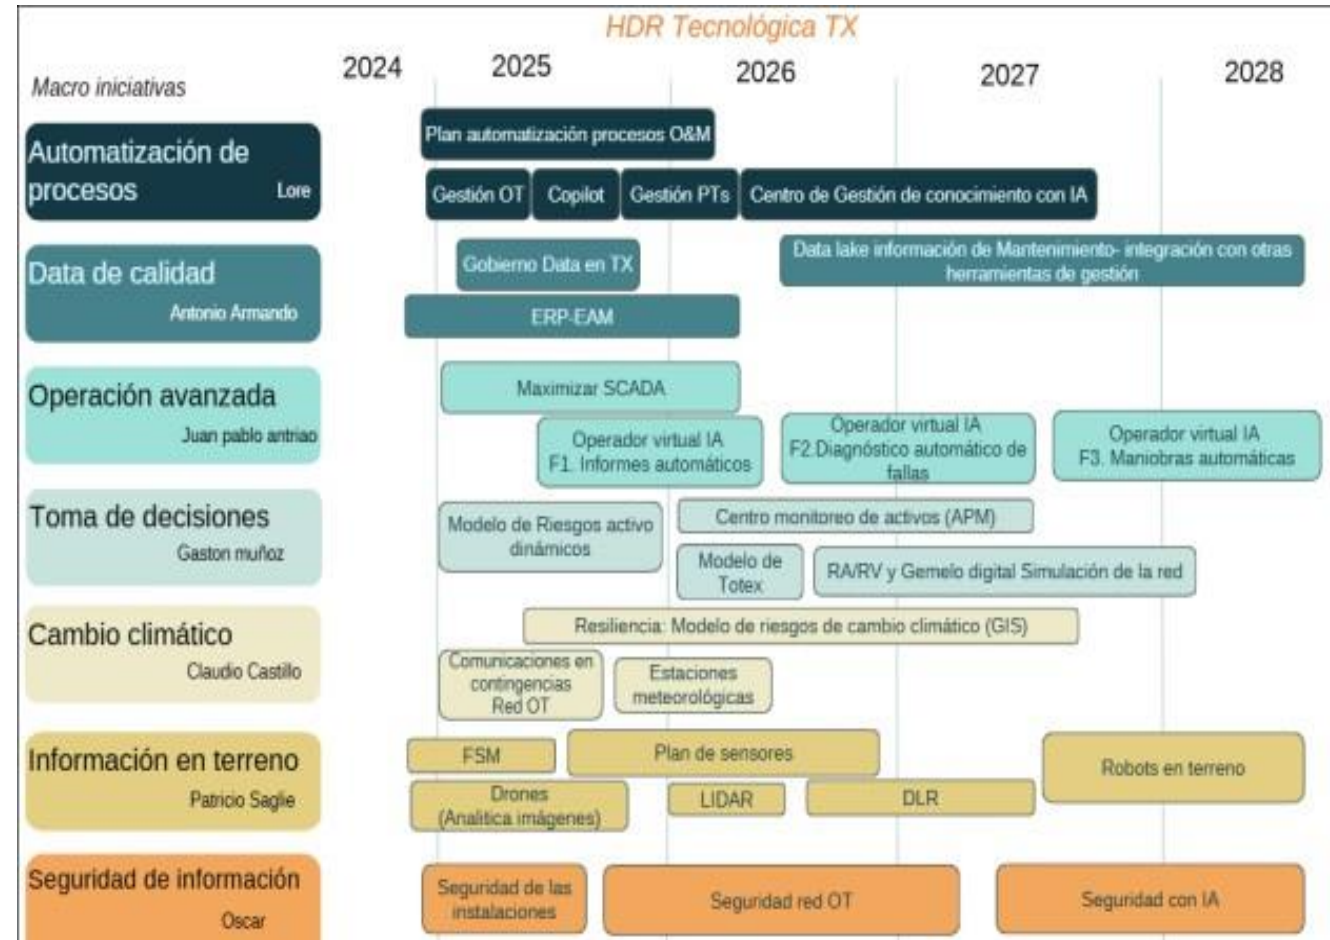 HDR Tecnológica TX
2024
2025
2026
2027
2028
Macro iniciativas
Automatización de
procesos
Lore
Plan automatización procesos O&M
Gestión OT
Copilot
Gestión PTs
Centro de Gestión de conocimiento con IA
Data de calidad
Antonio Armando
Gobierno Data en TX
Data lake información de Mantenimiento- integración con otras
herramientas de gestión
ERP-EAM
Operación avanzada
Juan pablo antriao
Maximizar SCADA
Operador virtual IA
F1. Informes automáticos
Operador virtual IA
F2.Diagnóstico automático de
fallas
Operador virtual IA
F3. Maniobras automáticas
Toma de decisiones
Gaston muñoz
Modelo de Riesgos activo
dinámicos
Centro monitoreo de activos (APM)
Modelo de
Totex
RA/RV y Gemelo digital Simulación de la red
Cambio climático
Claudio Castillo
Resiliencia: Modelo de riesgos de cambio climático (GIS)
Comunicaciones en
contingencias
Red OT
Estaciones
meteorológicas
Información en terreno
Patricio Saglie
FSM
Plan de sensores
Robots en terreno
Drones
(Analítica imágenes)
LIDAR
DLR
Seguridad de información
Oscar
Seguridad de las
instalaciones
Seguridad red OT
Seguridad con IA